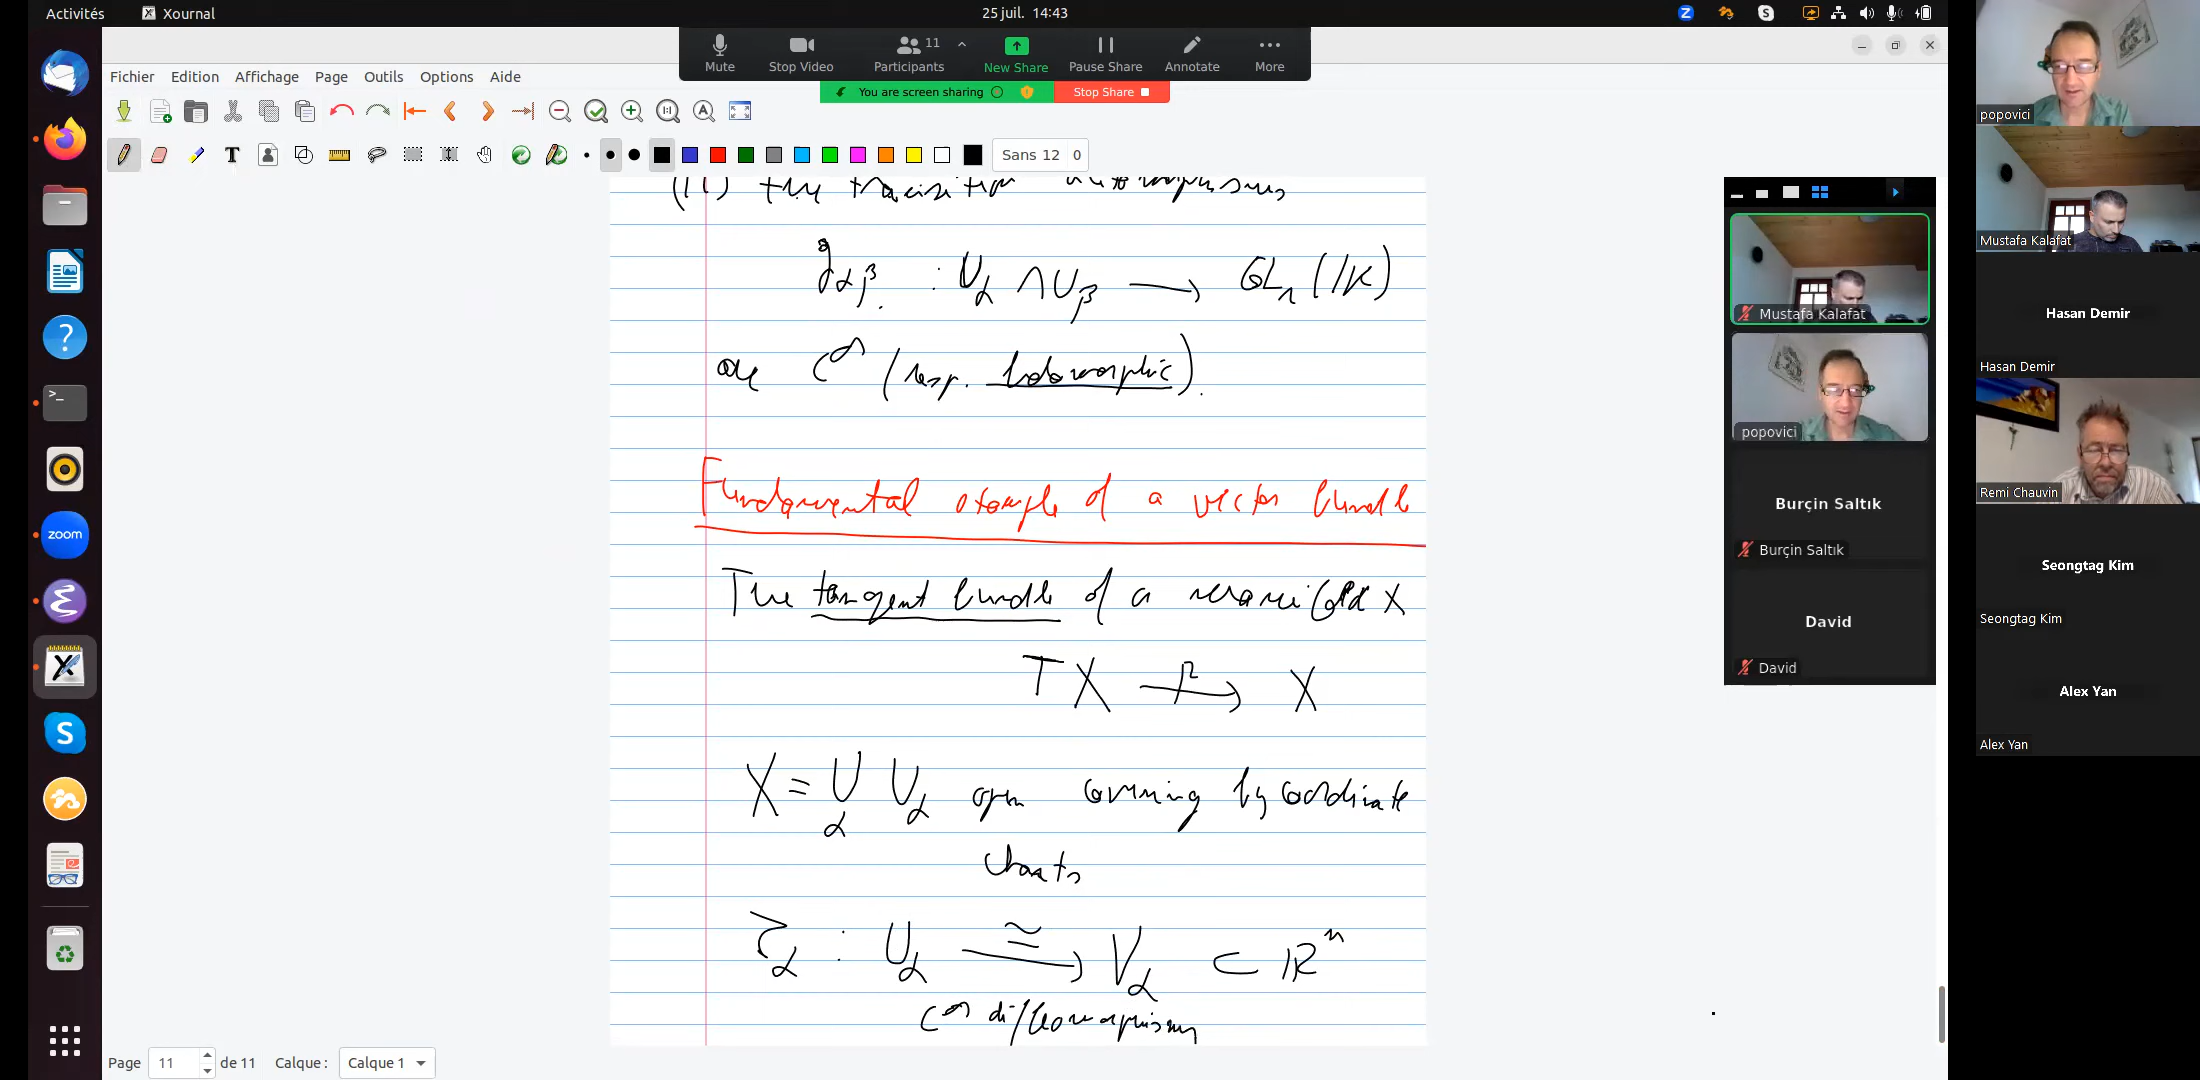 Activités
Xournal
25 juil. 14:43
Mute
Stop Video
Participants
11
New Share
Pause Share
Annotate
More
You are screen sharing
Stop Share
Fichier
Edition
Affichage
Page
Outils
Options
Aide
Sans 12
0
(ii) the transition automorphisms
g αβ : Uα ∩ Uβ ⟶ GLn (K)
are C∞ (resp. holomorphic).
Fundamental example of a vector bundle
The tangent bundle of a manifold X
TX ⟶p X
X = ∪α Uα open covering by coordinate
charts
τα : Uα ≃⟶ Vα ⊂ ℝn
C∞ diffeomorphism
Page
11
de 11
Calque :
Calque 1
zoom
Mustafa Kalafat
popovici
Burçin Saltık
Burçin Saltık
David
David
popovici
Mustafa Kalafat
Hasan Demir
Hasan Demir
Remi Chauvin
Seongtag Kim
Seongtag Kim
Alex Yan
Alex Yan